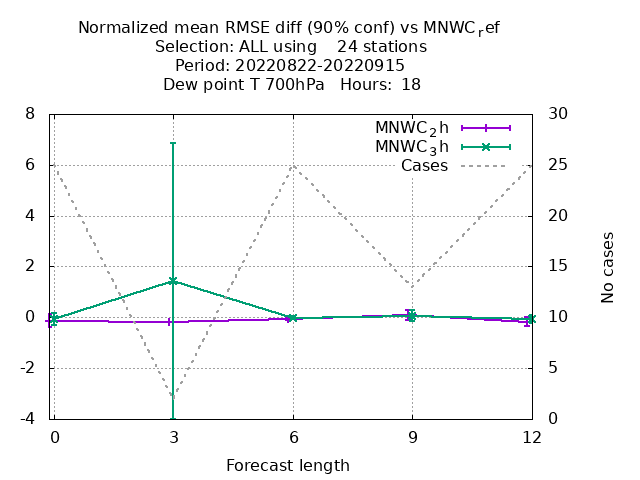 Normalized mean RMSE diff (90% conf) vs MNWC_ref
Selection: ALL using    24 stations
Period: 20220822-20220915
Dew point T 700hPa   Hours: 18
MNWC_2h
MNWC_3h
Cases
8
6
4
2
0
-2
-4
30
25
20
15
10
5
0
No cases
0 3 6 9 12
Forecast length